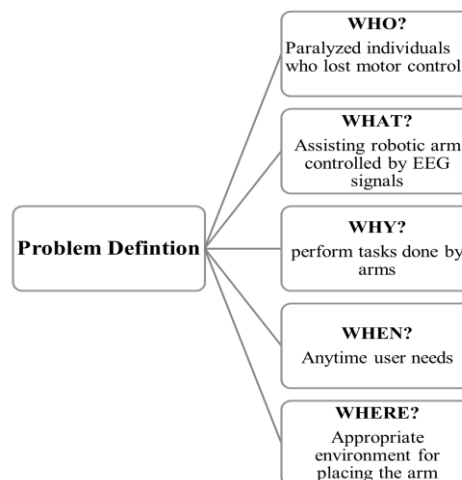 WHO?
Paralyzed individuals
who lost motor control
WHAT?
Assisting robotic arm
controlled by EEG
signals
Problem Defintion
WHY?
perform tasks done by
arms
WHEN?
Anytime user needs
WHERE?
Appropriate
environment for
placing the arm